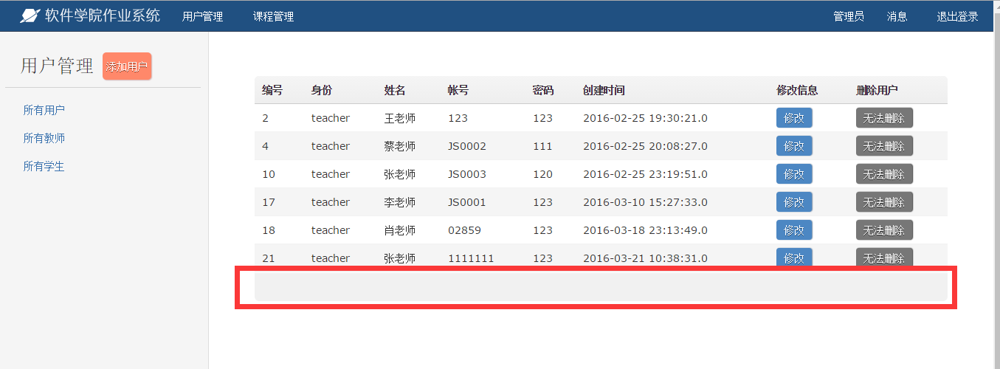 软件学院作业系统 用户管理 课程管理 管理员 消息 退出登录
用户管理 添加用户
所有用户
所有教师
所有学生
编号 身份 姓名 帐号 密码 创建时间 修改信息 删除用户
2 teacher 王老师 123 123 2016-02-25 19:30:21.0 修改 无法删除
4 teacher 蔡老师 JS0002 111 2016-02-25 20:08:27.0 修改 无法删除
10 teacher 张老师 JS0003 120 2016-02-25 23:19:51.0 修改 无法删除
17 teacher 李老师 JS0001 123 2016-03-10 15:27:33.0 修改 无法删除
18 teacher 肖老师 02859 123 2016-03-18 23:13:49.0 修改 无法删除
21 teacher 张老师 1111111 123 2016-03-21 10:38:31.0 修改 无法删除